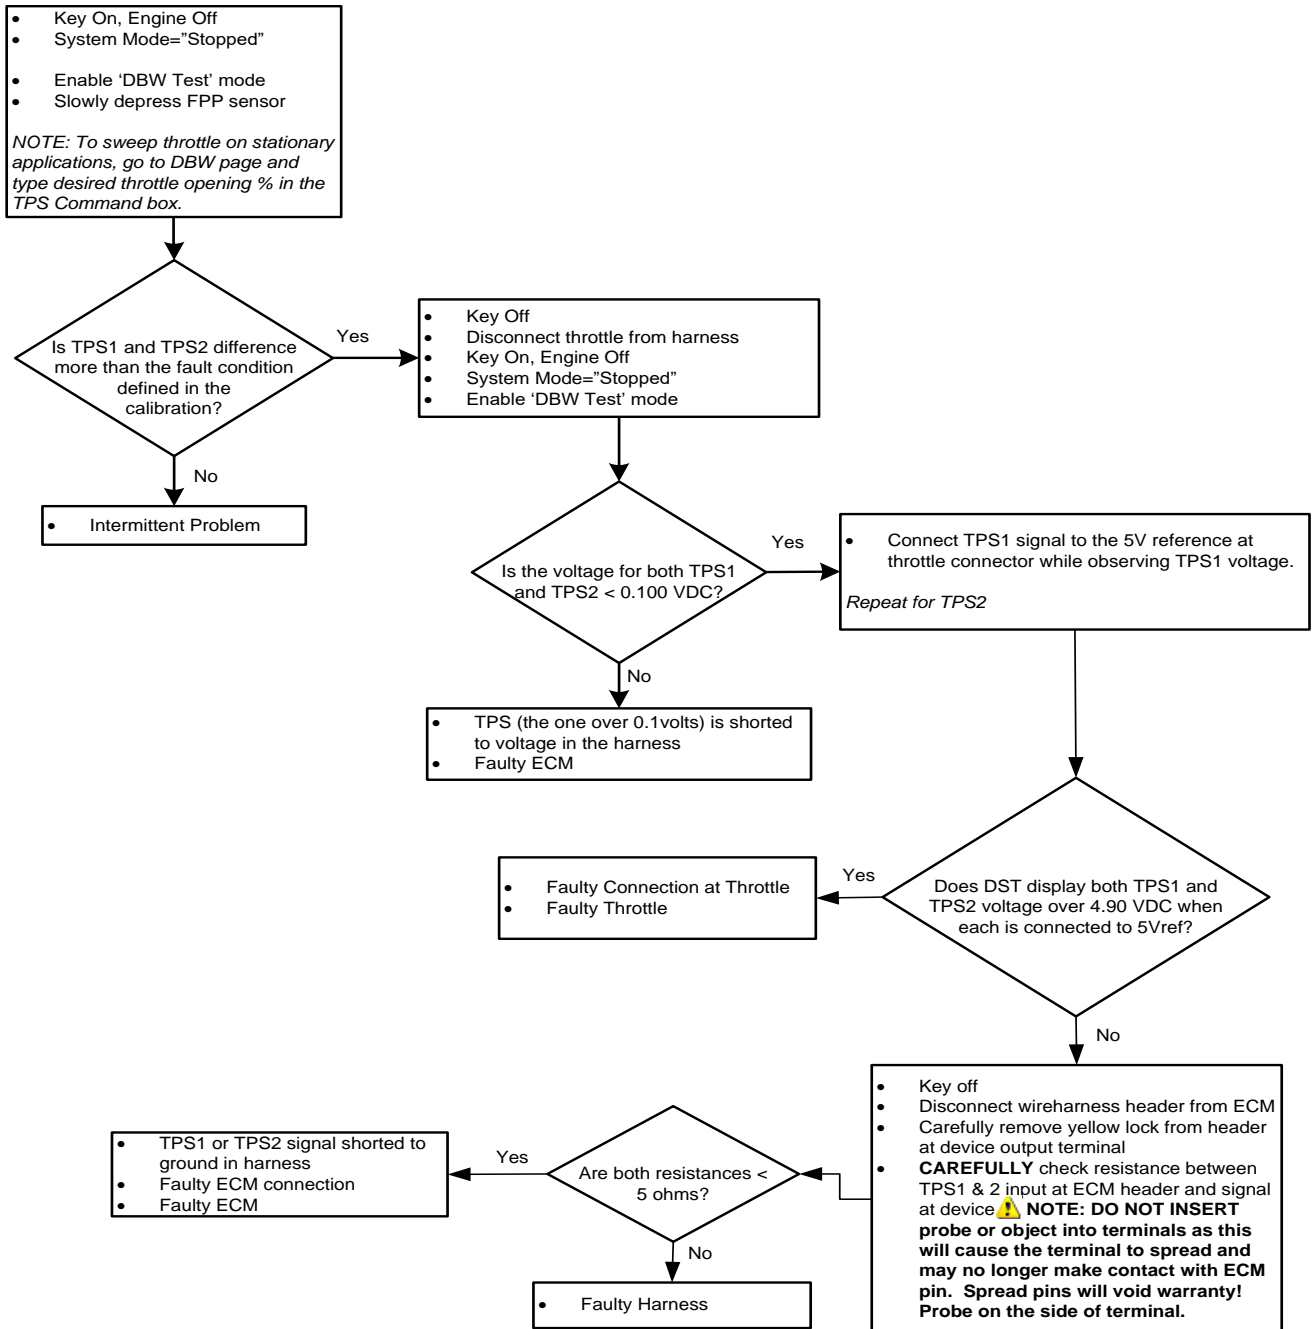 • Key On, Engine Off
• System Mode=”Stopped”
• Enable ‘DBW Test’ mode
• Slowly depress FPP sensor
NOTE: To sweep throttle on stationary
applications, go to DBW page and
type desired throttle opening % in the
TPS Command box.
Is TPS1 and TPS2 difference
more than the fault condition
defined in the
calibration?
Yes
No
• Intermittent Problem
• Key Off
• Disconnect throttle from harness
• Key On, Engine Off
• System Mode=”Stopped”
• Enable ‘DBW Test’ mode
Is the voltage for both TPS1
and TPS2 < 0.100 VDC?
Yes
No
• TPS (the one over 0.1volts) is shorted
to voltage in the harness
• Faulty ECM
• Connect TPS1 signal to the 5V reference at
throttle connector while observing TPS1 voltage.
Repeat for TPS2
Does DST display both TPS1 and
TPS2 voltage over 4.90 VDC when
each is connected to 5Vref?
Yes
• Faulty Connection at Throttle
• Faulty Throttle
No
• Key off
• Disconnect wireharness header from ECM
• Carefully remove yellow lock from header
at device output terminal
• CAREFULLY check resistance between
TPS1 & 2 input at ECM header and signal
at device NOTE: DO NOT INSERT
probe or object into terminals as this
will cause the terminal to spread and
may no longer make contact with ECM
pin. Spread pins will void warranty!
Probe on the side of terminal.
Are both resistances <
5 ohms?
Yes
• TPS1 or TPS2 signal shorted to
ground in harness
• Faulty ECM connection
• Faulty ECM
No
• Faulty Harness